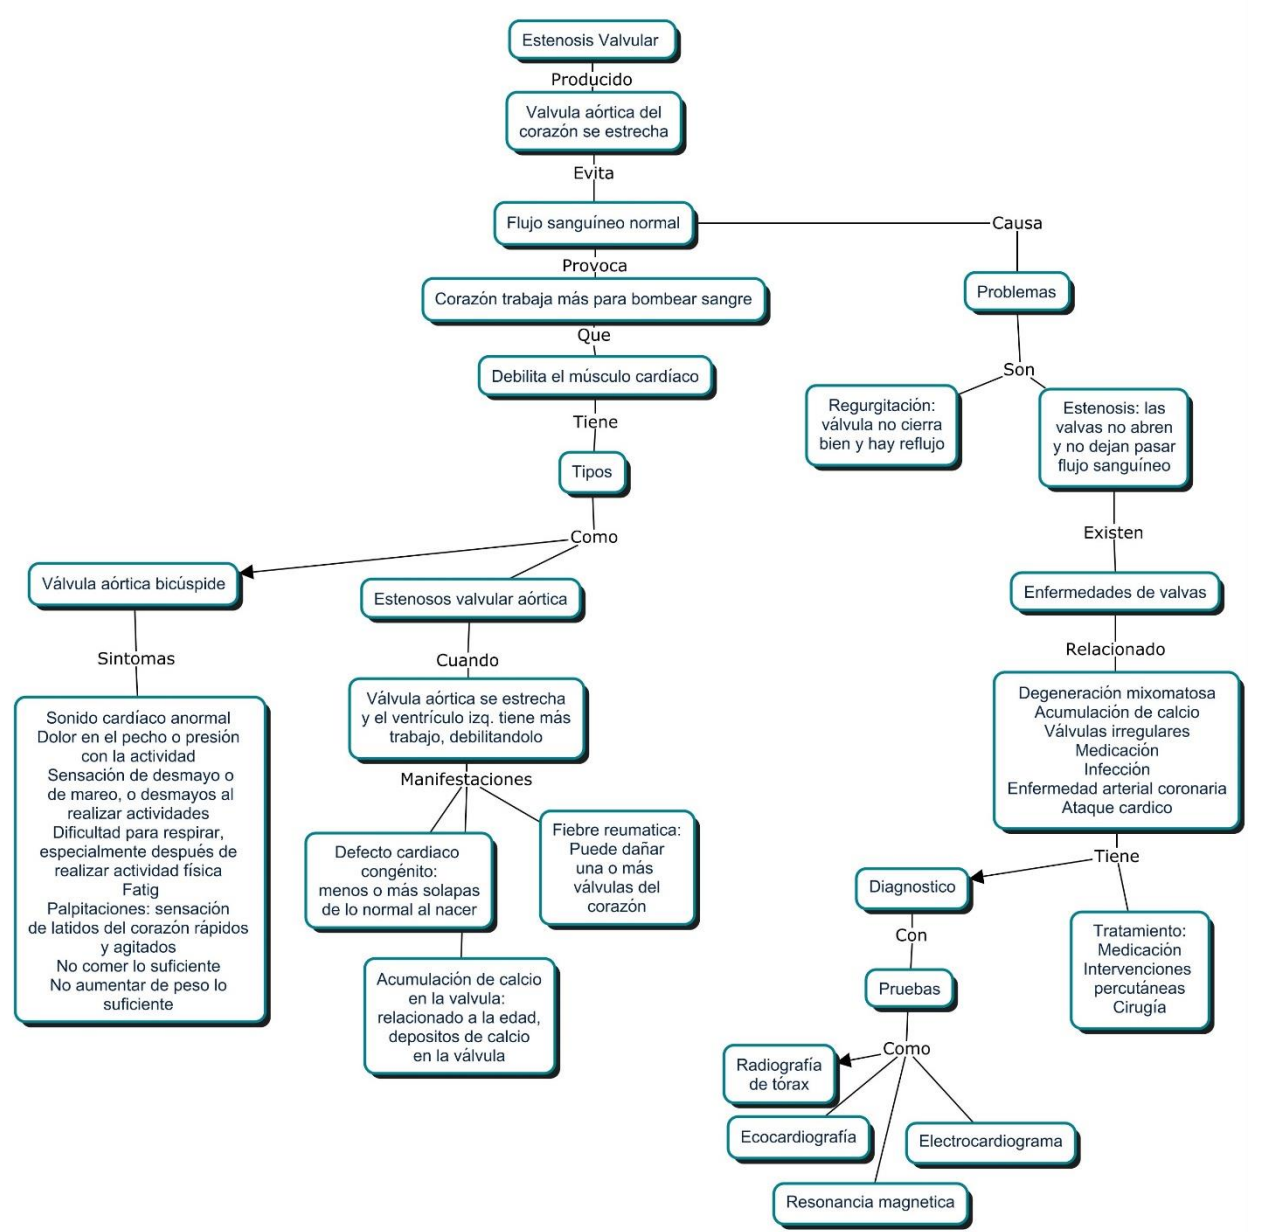 Estenosis Valvular
Producido
Valvula aórtica del
corazón se estrecha
Evita
Flujo sanguíneo normal
Causa
Provoca
Corazón trabaja más para bombear sangre
Problemas
Que
Debilita el músculo cardíaco
Son
Regurgitación:
válvula no cierra
bien y hay reflujo
Estenosis: las
valvas no abren
y no dejan pasar
flujo sanguíneo
Tiene
Tipos
Como
Existen
Válvula aórtica bicúspide
Estenosos valvular aórtica
Enfermedades de valvas
Sintomas
Cuando
Relacionado
Sonido cardíaco anormal
Dolor en el pecho o presión
con la actividad
Sensación de desmayo o
de mareo, o desmayos al
realizar actividades
Dificultad para respirar,
especialmente después de
realizar actividad física
Fatig
Palpitaciones: sensación
de latidos del corazón rápidos
y agitados
No comer lo suficiente
No aumentar de peso lo
suficiente
Válvula aórtica se estrecha
y el ventrículo izq. tiene más
trabajo, debilitandolo
Manifestaciones
Defecto cardiaco
congénito:
menos o más solapas
de lo normal al nacer
Fiebre reumatica:
Puede dañar
una o más
válvulas del
corazón
Acumulación de calcio
en la valvula:
relacionado a la edad,
depositos de calcio
en la válvula
Degeneración mixomatosa
Acumulación de calcio
Válvulas irregulares
Medicación
Infección
Enfermedad arterial coronaria
Ataque cardico
Tiene
Diagnostico
Con
Pruebas
Como
Tratamiento:
Medicación
Intervenciones
percutáneas
Cirugía
Radiografía
de tórax
Ecocardiografía
Electrocardiograma
Resonancia magnetica